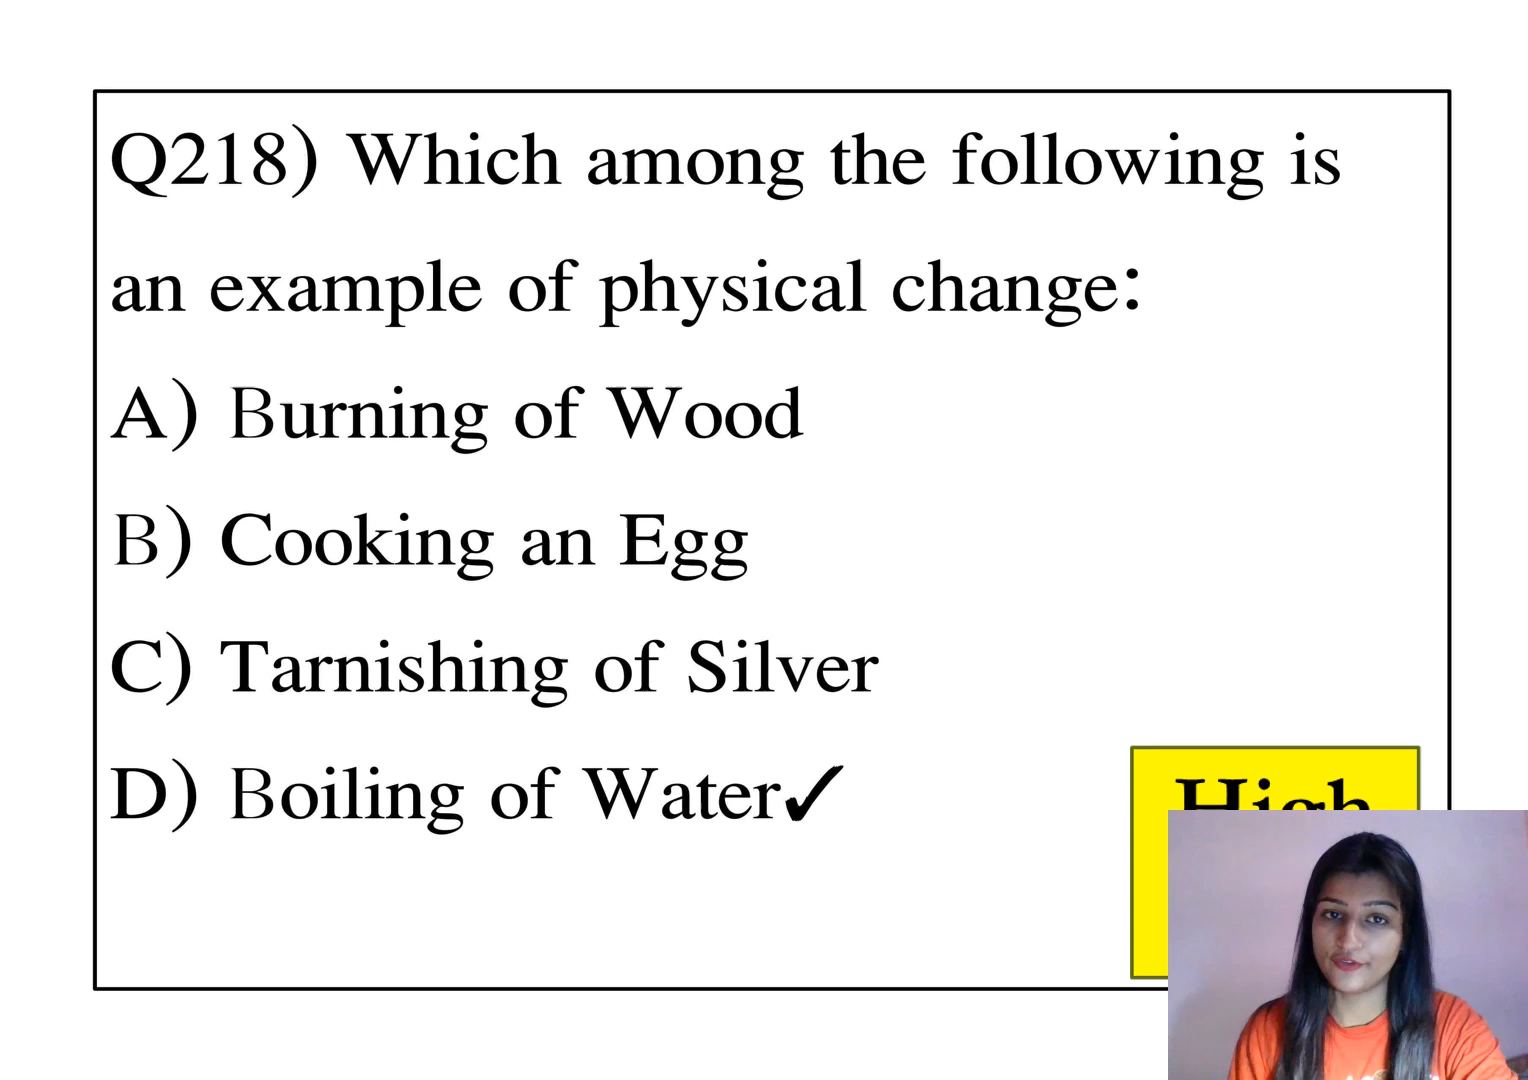 Q218) Which among the following is
an example of physical change:
A) Burning of Wood
B) Cooking an Egg
C) Tarnishing of Silver
D) Boiling of Water✓
High